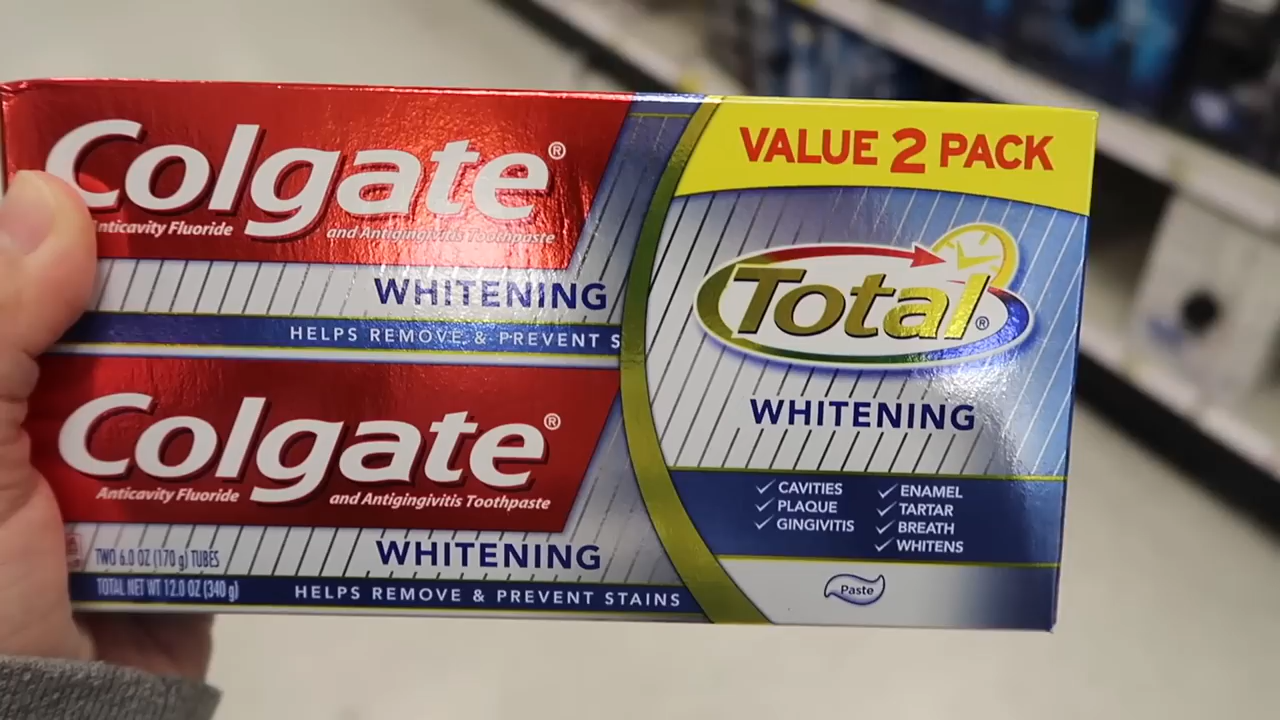 Colgate®
Anticavity Fluoride and Antigingivitis Toothpaste
WHITENING
HELPS REMOVE & PREVENT S
Colgate®
Anticavity Fluoride and Antigingivitis Toothpaste
WHITENING
TWO 6.0 OZ (170 g) TUBES
TOTAL NET WT 12.0 OZ (340 g)
HELPS REMOVE & PREVENT STAINS
VALUE 2 PACK
Total®
WHITENING
CAVITIES
PLAQUE
GINGIVITIS
ENAMEL
TARTAR
BREATH
WHITENS
Paste